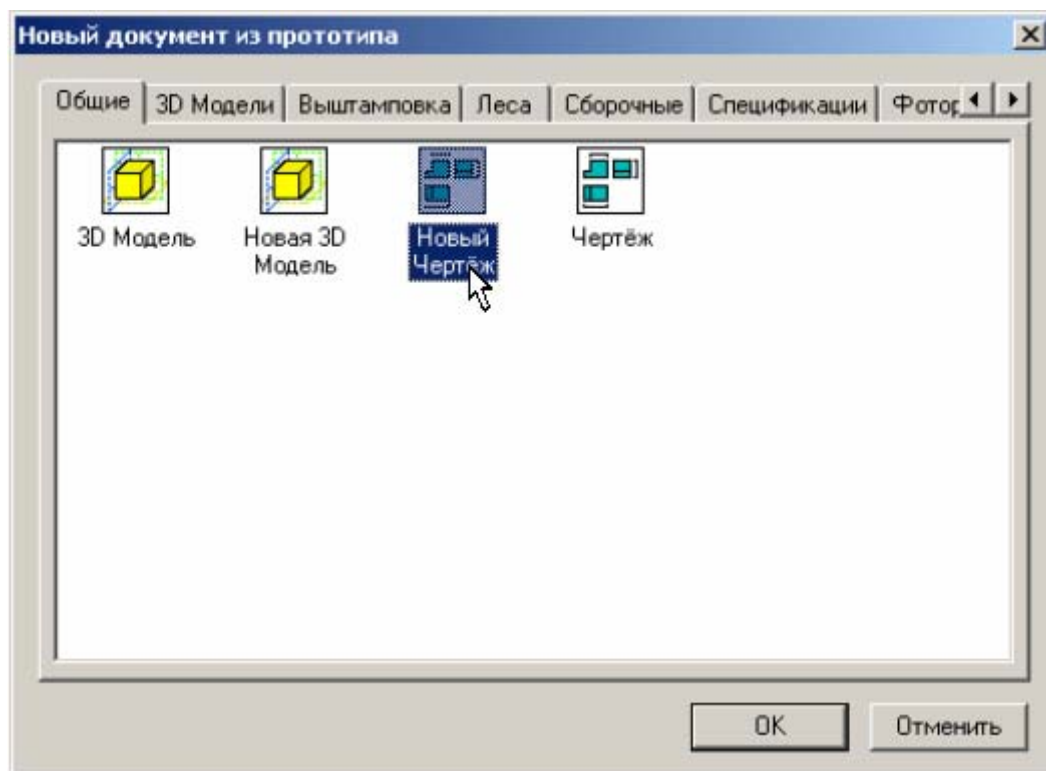 Новый документ из прототипа
Общие 3D Модели Выштамповка Леса Сборочные Спецификации Фотор
3D Модель Новая 3D Модель Новый Чертёж Чертёж
OK Отменить